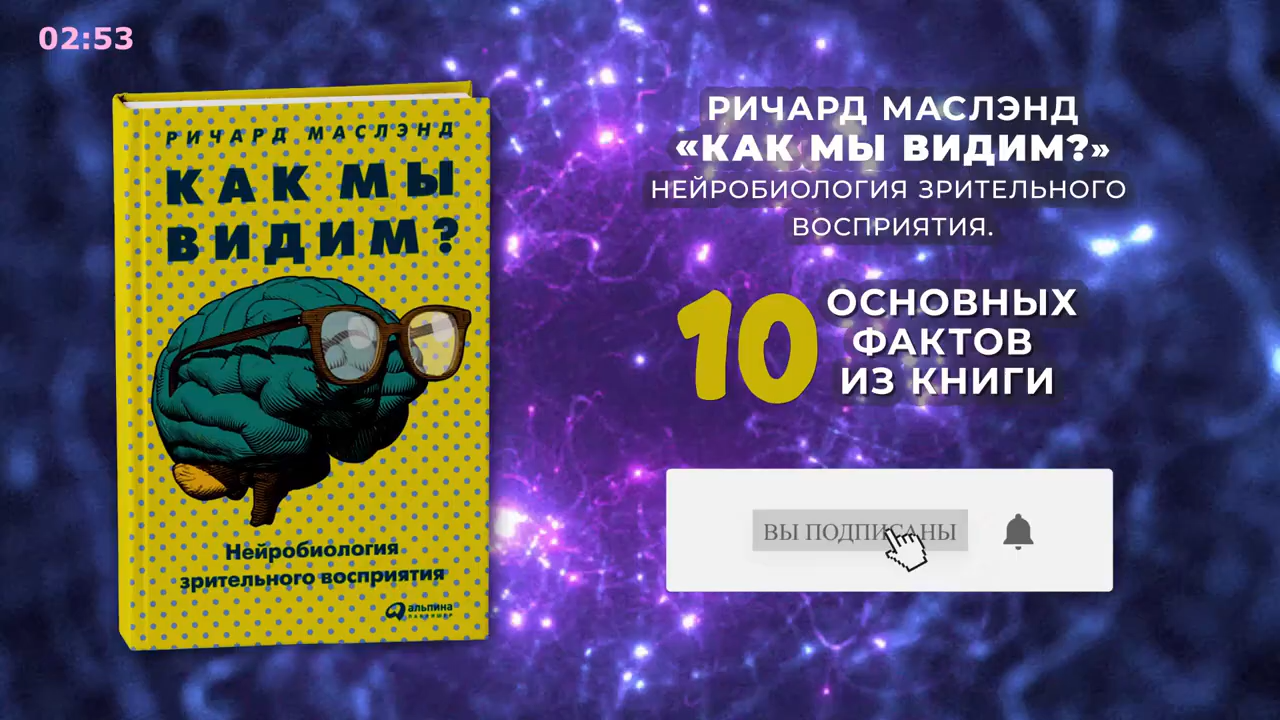 02:53
РИЧАРД МАСЛЭНД
КАК МЫ
ВИДИМ?
Нейробиология
зрительного восприятия
альпина
паблишер
РИЧАРД МАСЛЭНД
«КАК МЫ ВИДИМ?»
НЕЙРОБИОЛОГИЯ ЗРИТЕЛЬНОГО
ВОСПРИЯТИЯ.
10 ОСНОВНЫХ
ФАКТОВ
ИЗ КНИГИ
ВЫ ПОДПИСАНЫ